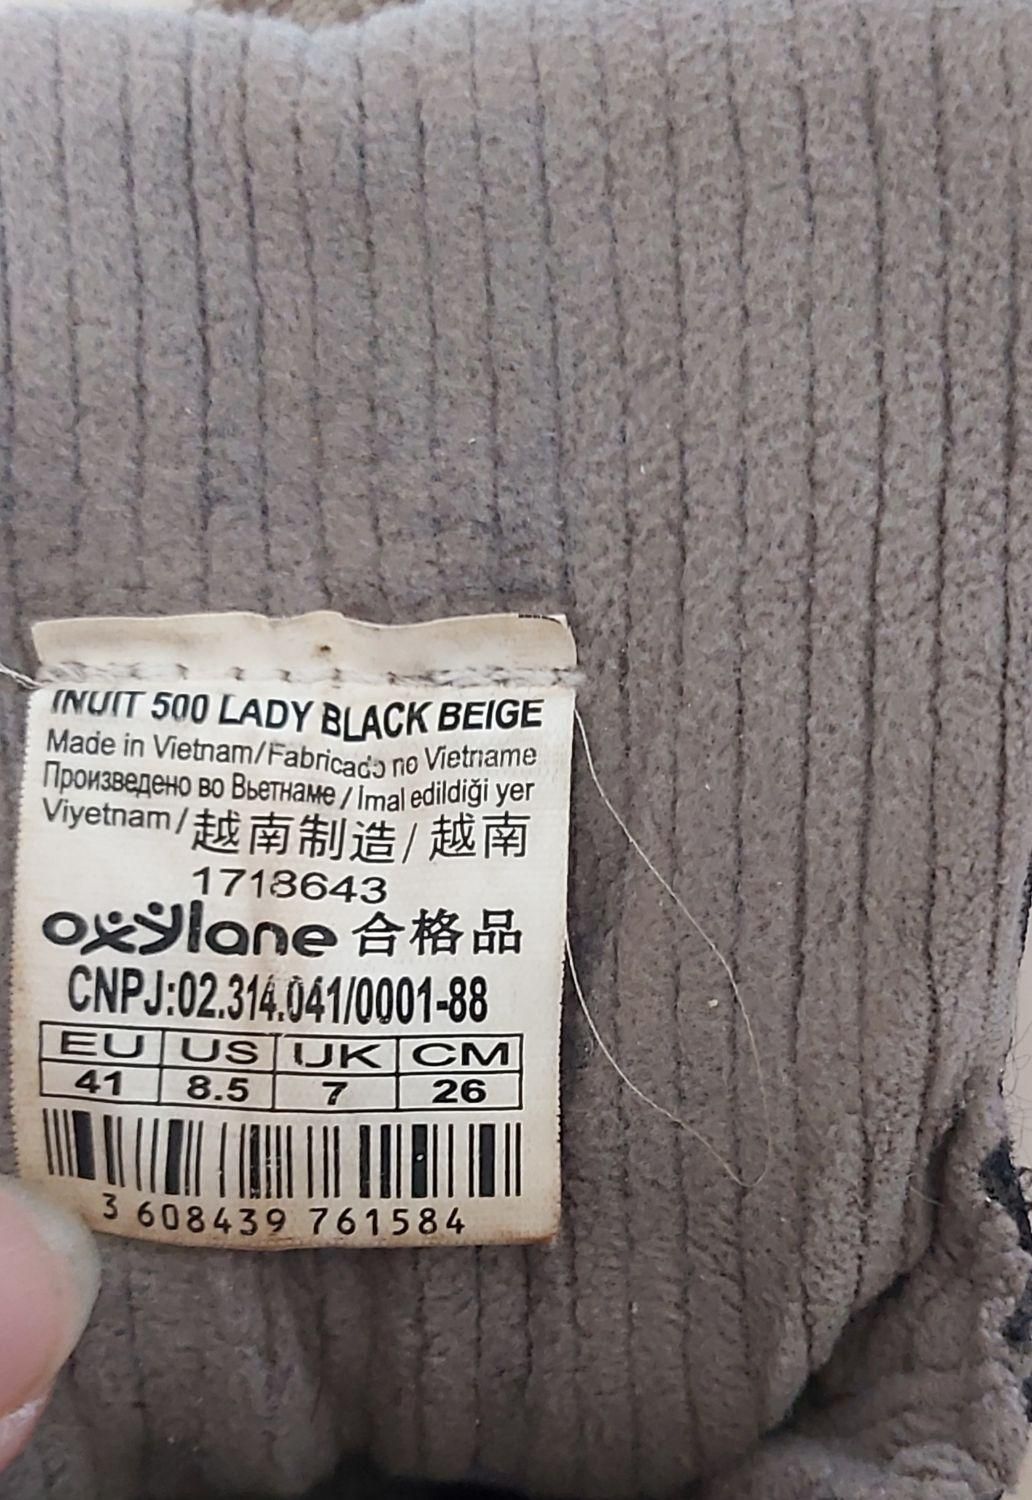 INUIT 500 LADY BLACK BEIGE
Made in Vietnam/Fabricado no Vietname
Произведено во Вьетнаме / Imal edildiği yer
Viyetnam/越南制造/ 越南
1718643
oxylane 合格品
CNPJ:02.314.041/0001-88
EU US UK CM
41 8.5 7 26
3 608439 761584